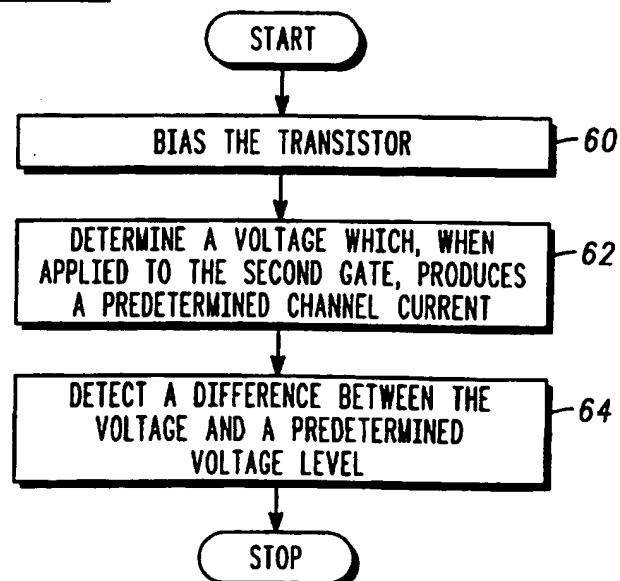 START
BIAS THE TRANSISTOR
60
DETERMINE A VOLTAGE WHICH, WHEN
APPLIED TO THE SECOND GATE, PRODUCES
A PREDETERMINED CHANNEL CURRENT
62
DETECT A DIFFERENCE BETWEEN THE
VOLTAGE AND A PREDETERMINED
VOLTAGE LEVEL
64
STOP